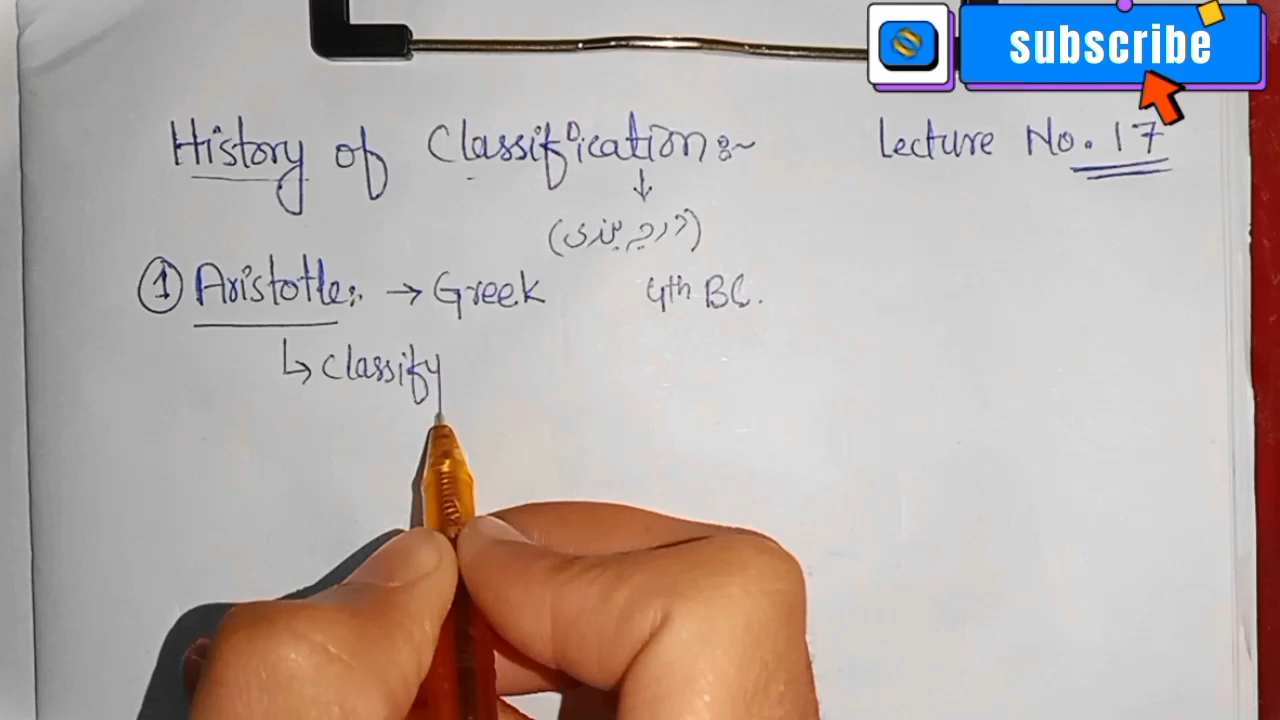 subscribe
History of Classification:~ Lecture No. 17
(درجہ بندی)
① Aristotle:. → Greek 4th BC.
↳ Classify